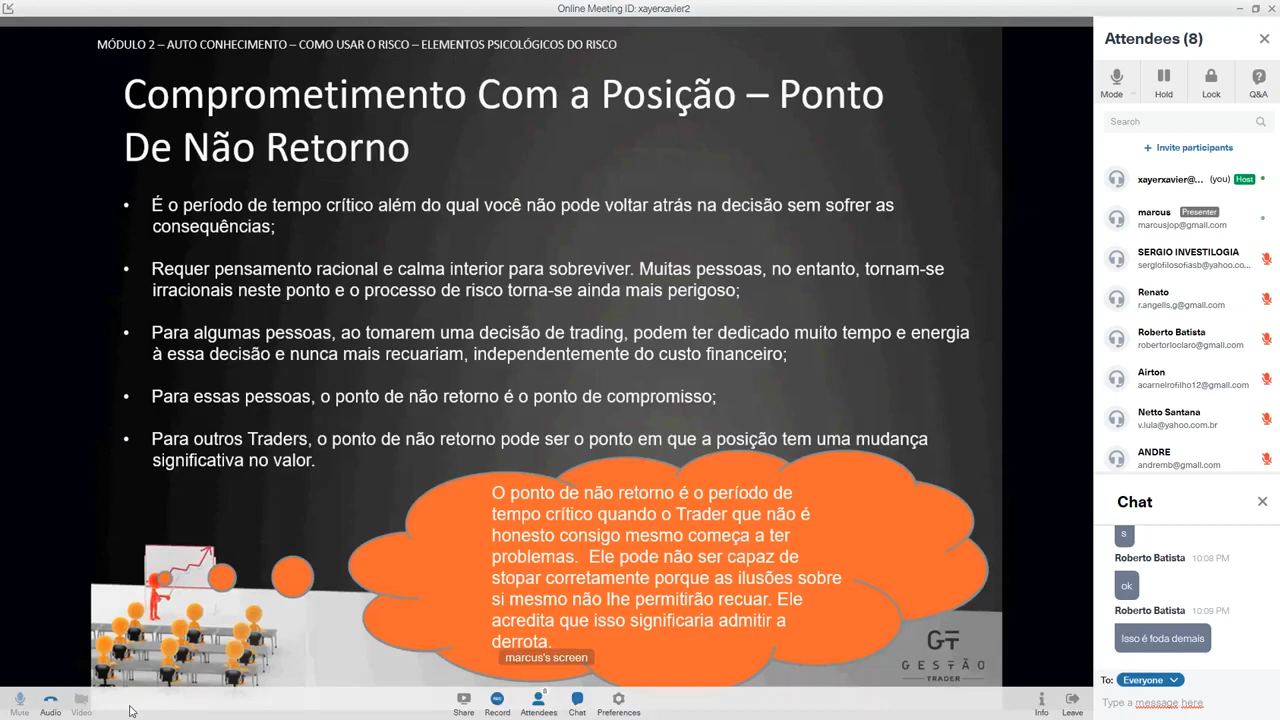 Online Meeting ID: xayerxavier2
MÓDULO 2 – AUTO CONHECIMENTO – COMO USAR O RISCO – ELEMENTOS PSICOLÓGICOS DO RISCO
Comprometimento Com a Posição – Ponto
De Não Retorno
• É o período de tempo crítico além do qual você não pode voltar atrás na decisão sem sofrer as
consequências;
• Requer pensamento racional e calma interior para sobreviver. Muitas pessoas, no entanto, tornam-se
irracionais neste ponto e o processo de risco torna-se ainda mais perigoso;
• Para algumas pessoas, ao tomarem uma decisão de trading, podem ter dedicado muito tempo e energia
à essa decisão e nunca mais recuariam, independentemente do custo financeiro;
• Para essas pessoas, o ponto de não retorno é o ponto de compromisso;
• Para outros Traders, o ponto de não retorno pode ser o ponto em que a posição tem uma mudança
significativa no valor.
O ponto de não retorno é o período de
tempo crítico quando o Trader que não é
honesto consigo mesmo começa a ter
problemas. Ele pode não ser capaz de
stopar corretamente porque as ilusões sobre
si mesmo não lhe permitirão recuar. Ele
acredita que isso significaria admitir a
derrota.
marcus's screen
GT
GESTÃO
TRADER
Mute Audio Video
Share Record Attendees Chat Preferences
8
REC
Info Leave
Attendees (8)
Mode Hold Lock Q&A
Search
+ Invite participants
xayerxavier@... (you) Host
marcus Presenter
marcusjop@gmail.com
SERGIO INVESTILOGIA
sergiofilosofiasb@yahoo.co...
Renato
r.angells.g@gmail.com
Roberto Batista
robertorloclaro@gmail.com
Airton
acarneirofilho12@gmail.com
Netto Santana
v.lula@yahoo.com.br
ANDRE
andremb@gmail.com
Chat
s
Roberto Batista 10:08 PM
ok
Roberto Batista 10:09 PM
Isso é foda demais
To: Everyone
Type a message here